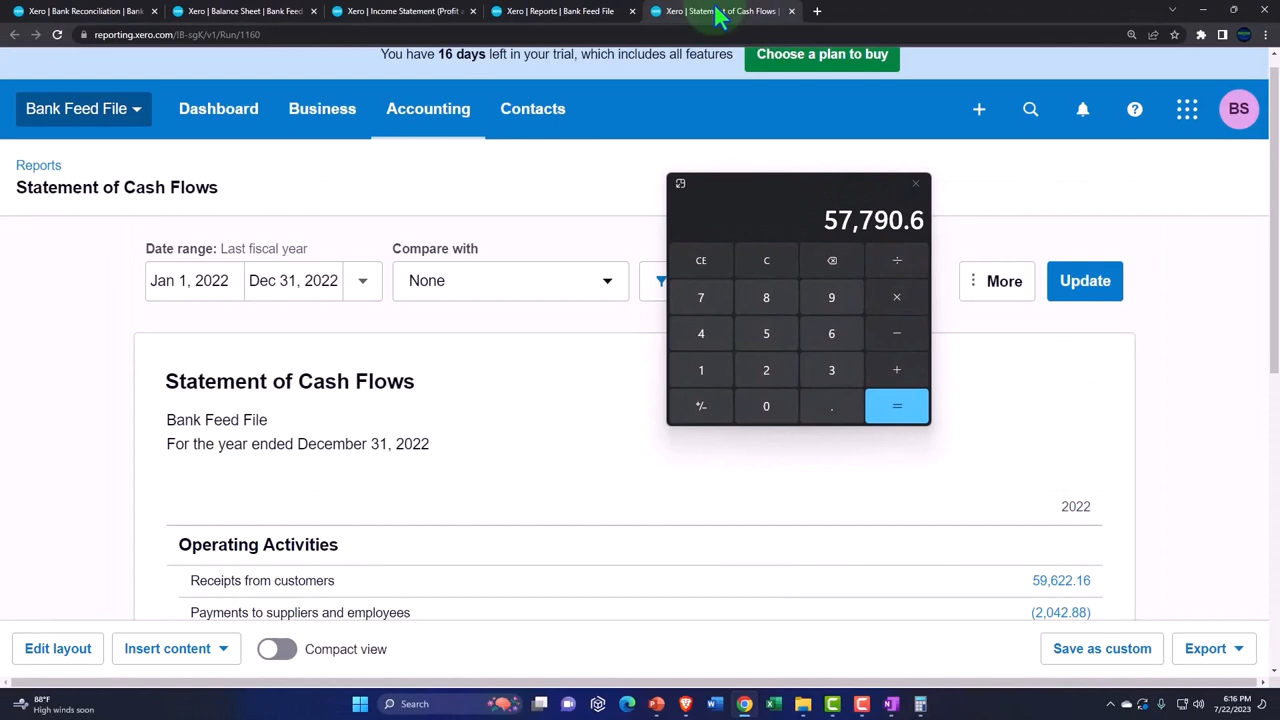 Xero | Bank Reconciliation | Bank
Xero | Balance Sheet | Bank Feed
Xero | Income Statement (Profit a
Xero | Reports | Bank Feed File
Xero | Statement of Cash Flows |
reporting.xero.com/!B-sgK/v1/Run/1160
You have 16 days left in your trial, which includes all features
Choose a plan to buy
Bank Feed File
Dashboard
Business
Accounting
Contacts
BS
Reports
Statement of Cash Flows
57,790.6
Date range: Last fiscal year
Compare with
Jan 1, 2022
Dec 31, 2022
None
More
Update
CE
C
÷
7
8
9
×
4
5
6
−
1
2
3
+
+/-
0
.
=
Statement of Cash Flows
Bank Feed File
For the year ended December 31, 2022
2022
Operating Activities
Receipts from customers 59,622.16
Payments to suppliers and employees (2,042.88)
Edit layout
Insert content
Compact view
Save as custom
Export
88°F
High winds soon
Search
6:16 PM
7/22/2023